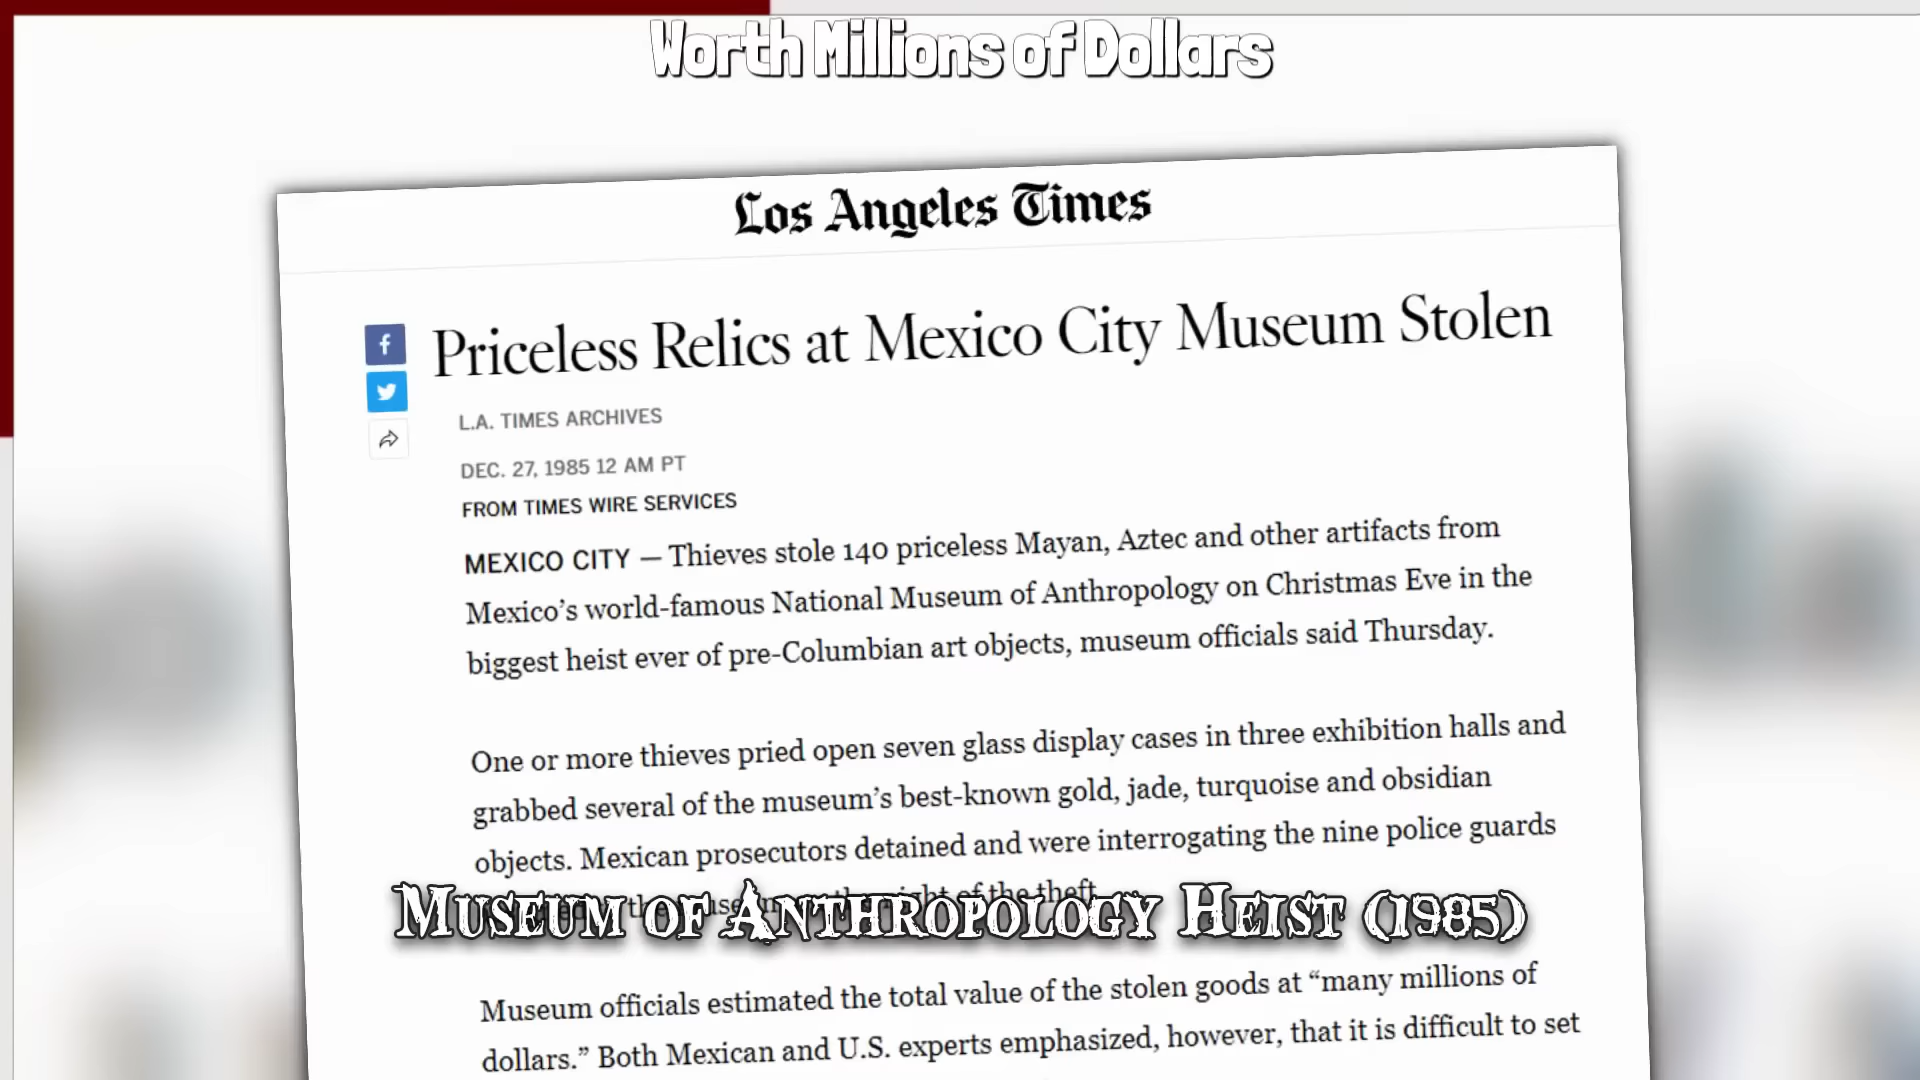 Worth Millions of Dollars
Los Angeles Times
Priceless Relics at Mexico City Museum Stolen
L.A. TIMES ARCHIVES
DEC. 27, 1985 12 AM PT
FROM TIMES WIRE SERVICES
MEXICO CITY — Thieves stole 140 priceless Mayan, Aztec and other artifacts from
Mexico’s world-famous National Museum of Anthropology on Christmas Eve in the
biggest heist ever of pre-Columbian art objects, museum officials said Thursday.
One or more thieves pried open seven glass display cases in three exhibition halls and
grabbed several of the museum’s best-known gold, jade, turquoise and obsidian
objects. Mexican prosecutors detained and were interrogating the nine police guards
night of the theft.
Museum of Anthropology Heist (1985)
Museum officials estimated the total value of the stolen goods at “many millions of
dollars.” Both Mexican and U.S. experts emphasized, however, that it is difficult to set